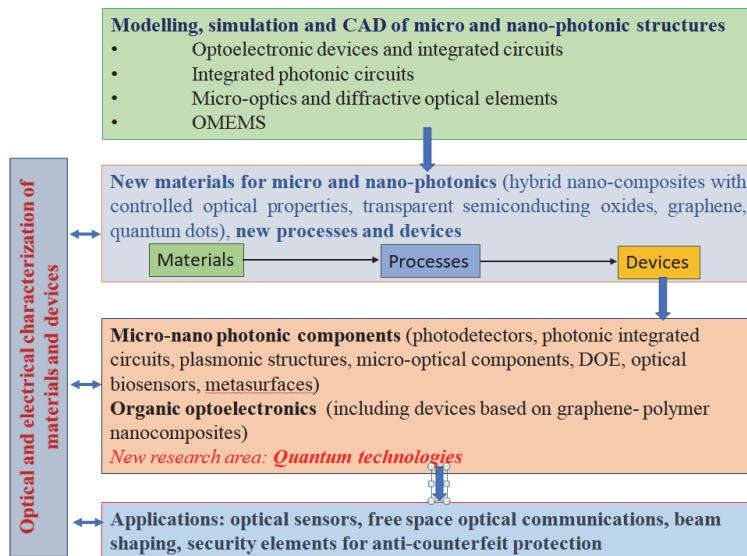 Modelling, simulation and CAD of micro and nano-photonic structures
• Optoelectronic devices and integrated circuits
• Integrated photonic circuits
• Micro-optics and diffractive optical elements
• OMEMS
Optical and electrical characterization of
materials and devices
New materials for micro and nano-photonics (hybrid nano-composites with
controlled optical properties, transparent semiconducting oxides, graphene,
quantum dots), new processes and devices
Materials
Processes
Devices
Micro-nano photonic components (photodetectors, photonic integrated
circuits, plasmonic structures, micro-optical components, DOE, optical
biosensors, metasurfaces)
Organic optoelectronics (including devices based on graphene- polymer
nanocomposites)
New research area: Quantum technologies
Applications: optical sensors, free space optical communications, beam
shaping, security elements for anti-counterfeit protection